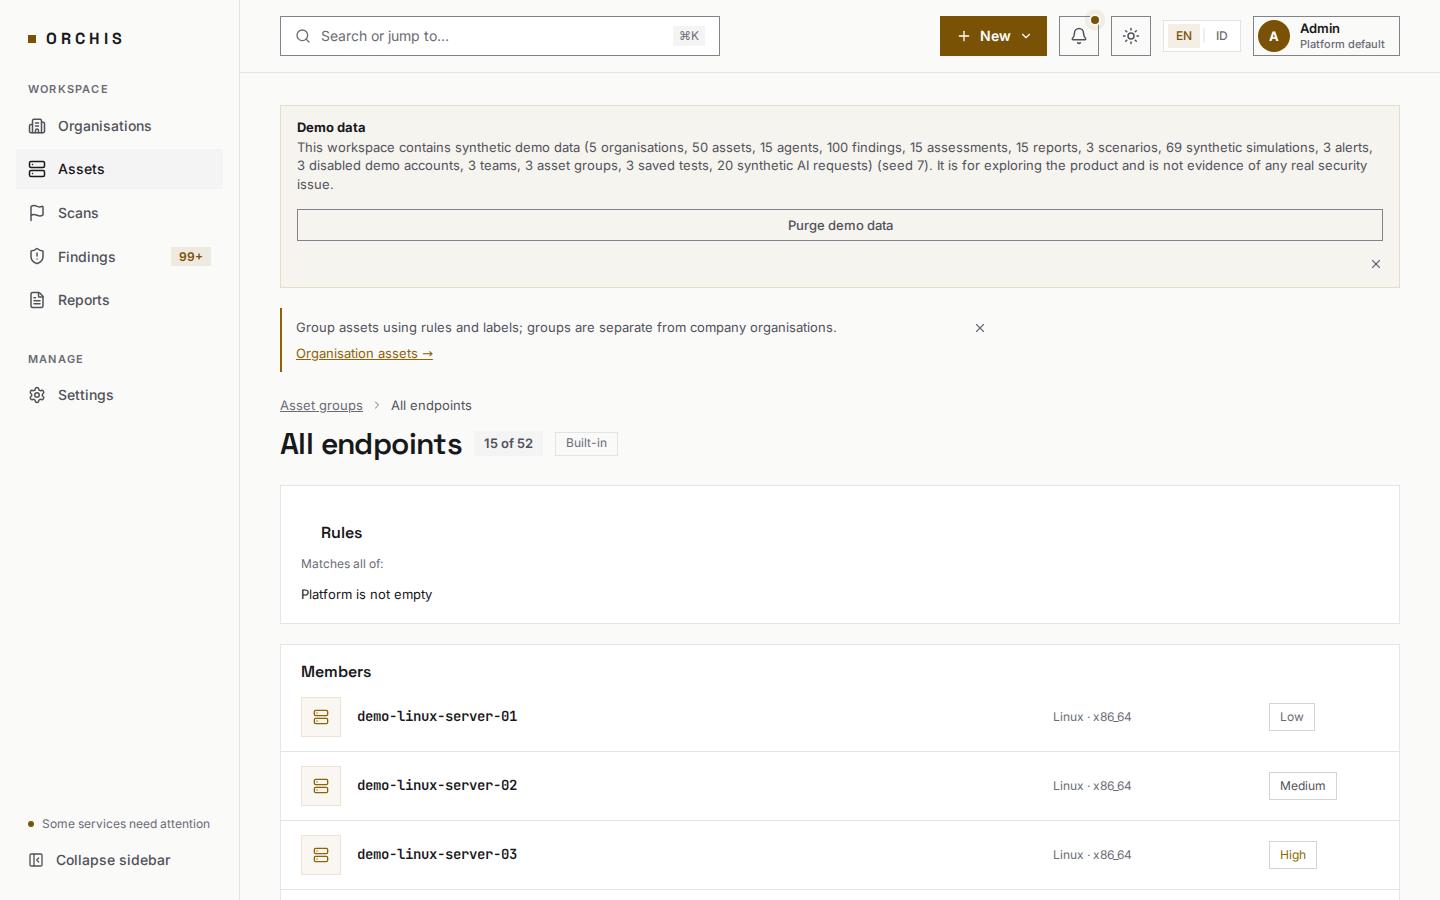 ORCHIS
Search or jump to...
⌘K
New
EN
ID
A
Admin
Platform default
WORKSPACE
Organisations
Assets
Scans
Findings
99+
Reports
MANAGE
Settings
Some services need attention
Collapse sidebar
Demo data
This workspace contains synthetic demo data (5 organisations, 50 assets, 15 agents, 100 findings, 15 assessments, 15 reports, 3 scenarios, 69 synthetic simulations, 3 alerts,
3 disabled demo accounts, 3 teams, 3 asset groups, 3 saved tests, 20 synthetic AI requests) (seed 7). It is for exploring the product and is not evidence of any real security
issue.
Purge demo data
Group assets using rules and labels; groups are separate from company organisations.
Organisation assets →
Asset groups
All endpoints
All endpoints
15 of 52
Built-in
Rules
Matches all of:
Platform is not empty
Members
demo-linux-server-01
Linux · x86_64
Low
demo-linux-server-02
Linux · x86_64
Medium
demo-linux-server-03
Linux · x86_64
High